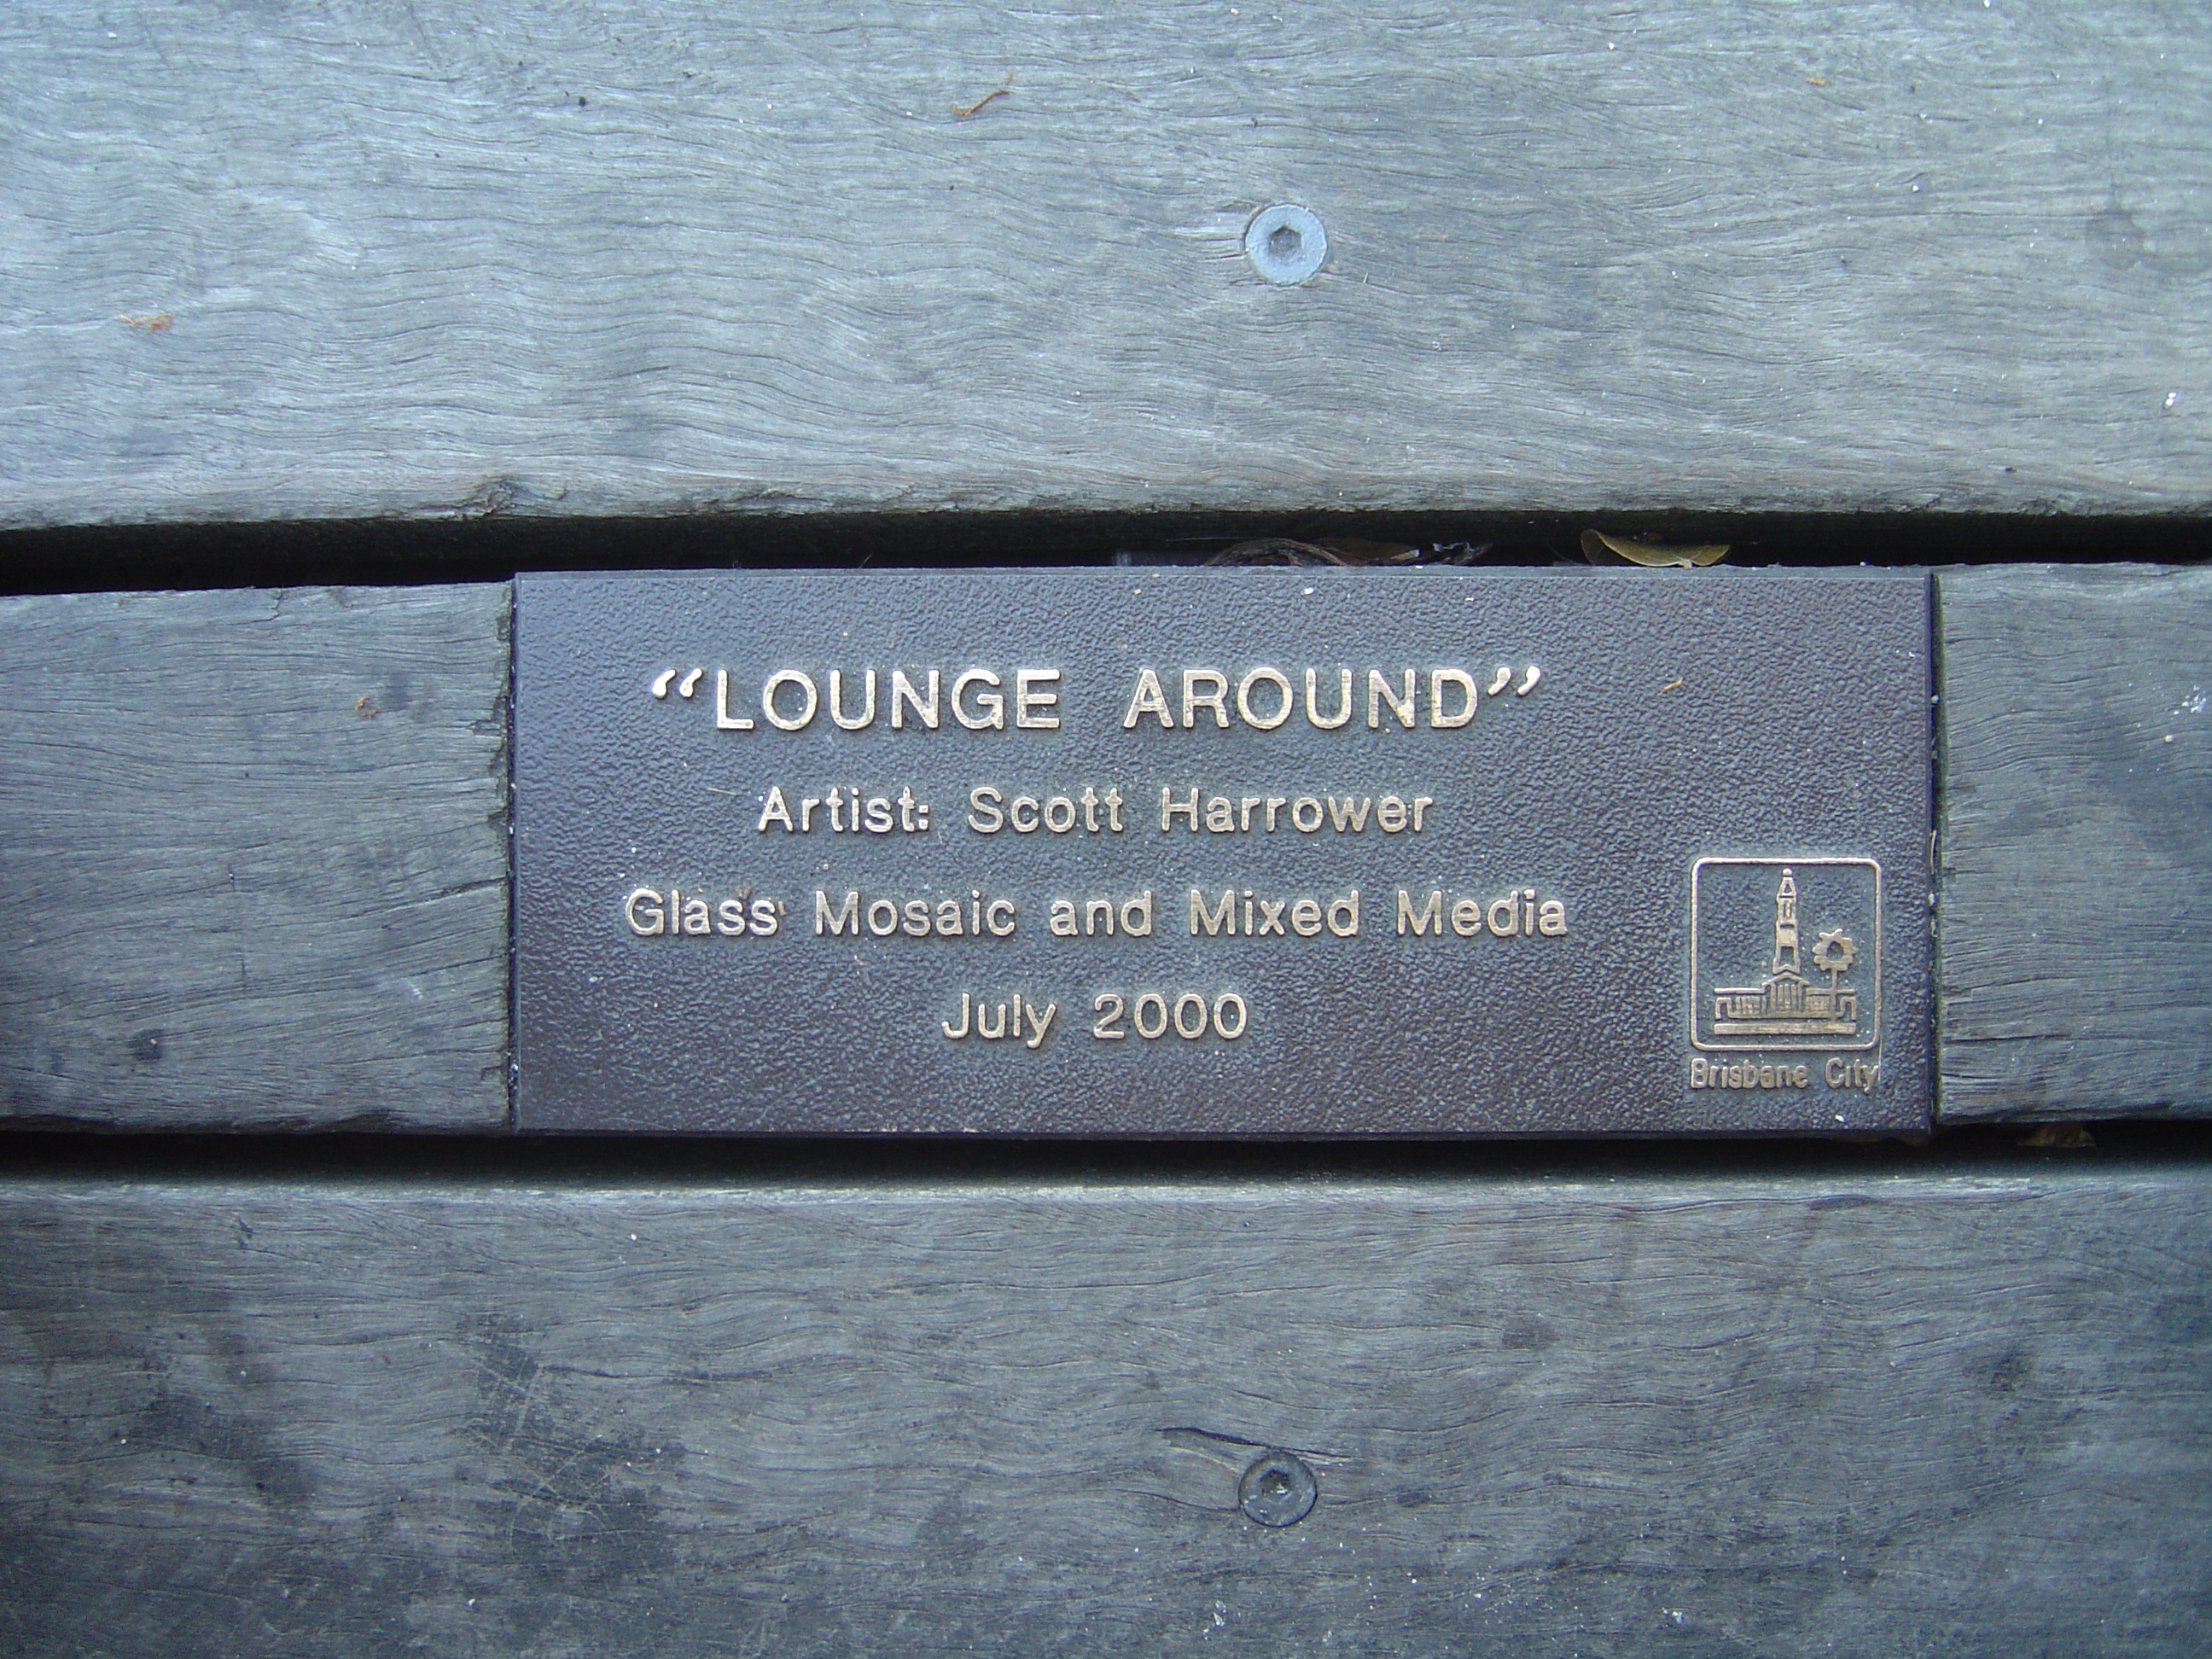 “LOUNGE AROUND”
Artist: Scott Harrower
Glass Mosaic and Mixed Media
July 2000
Brisbane City